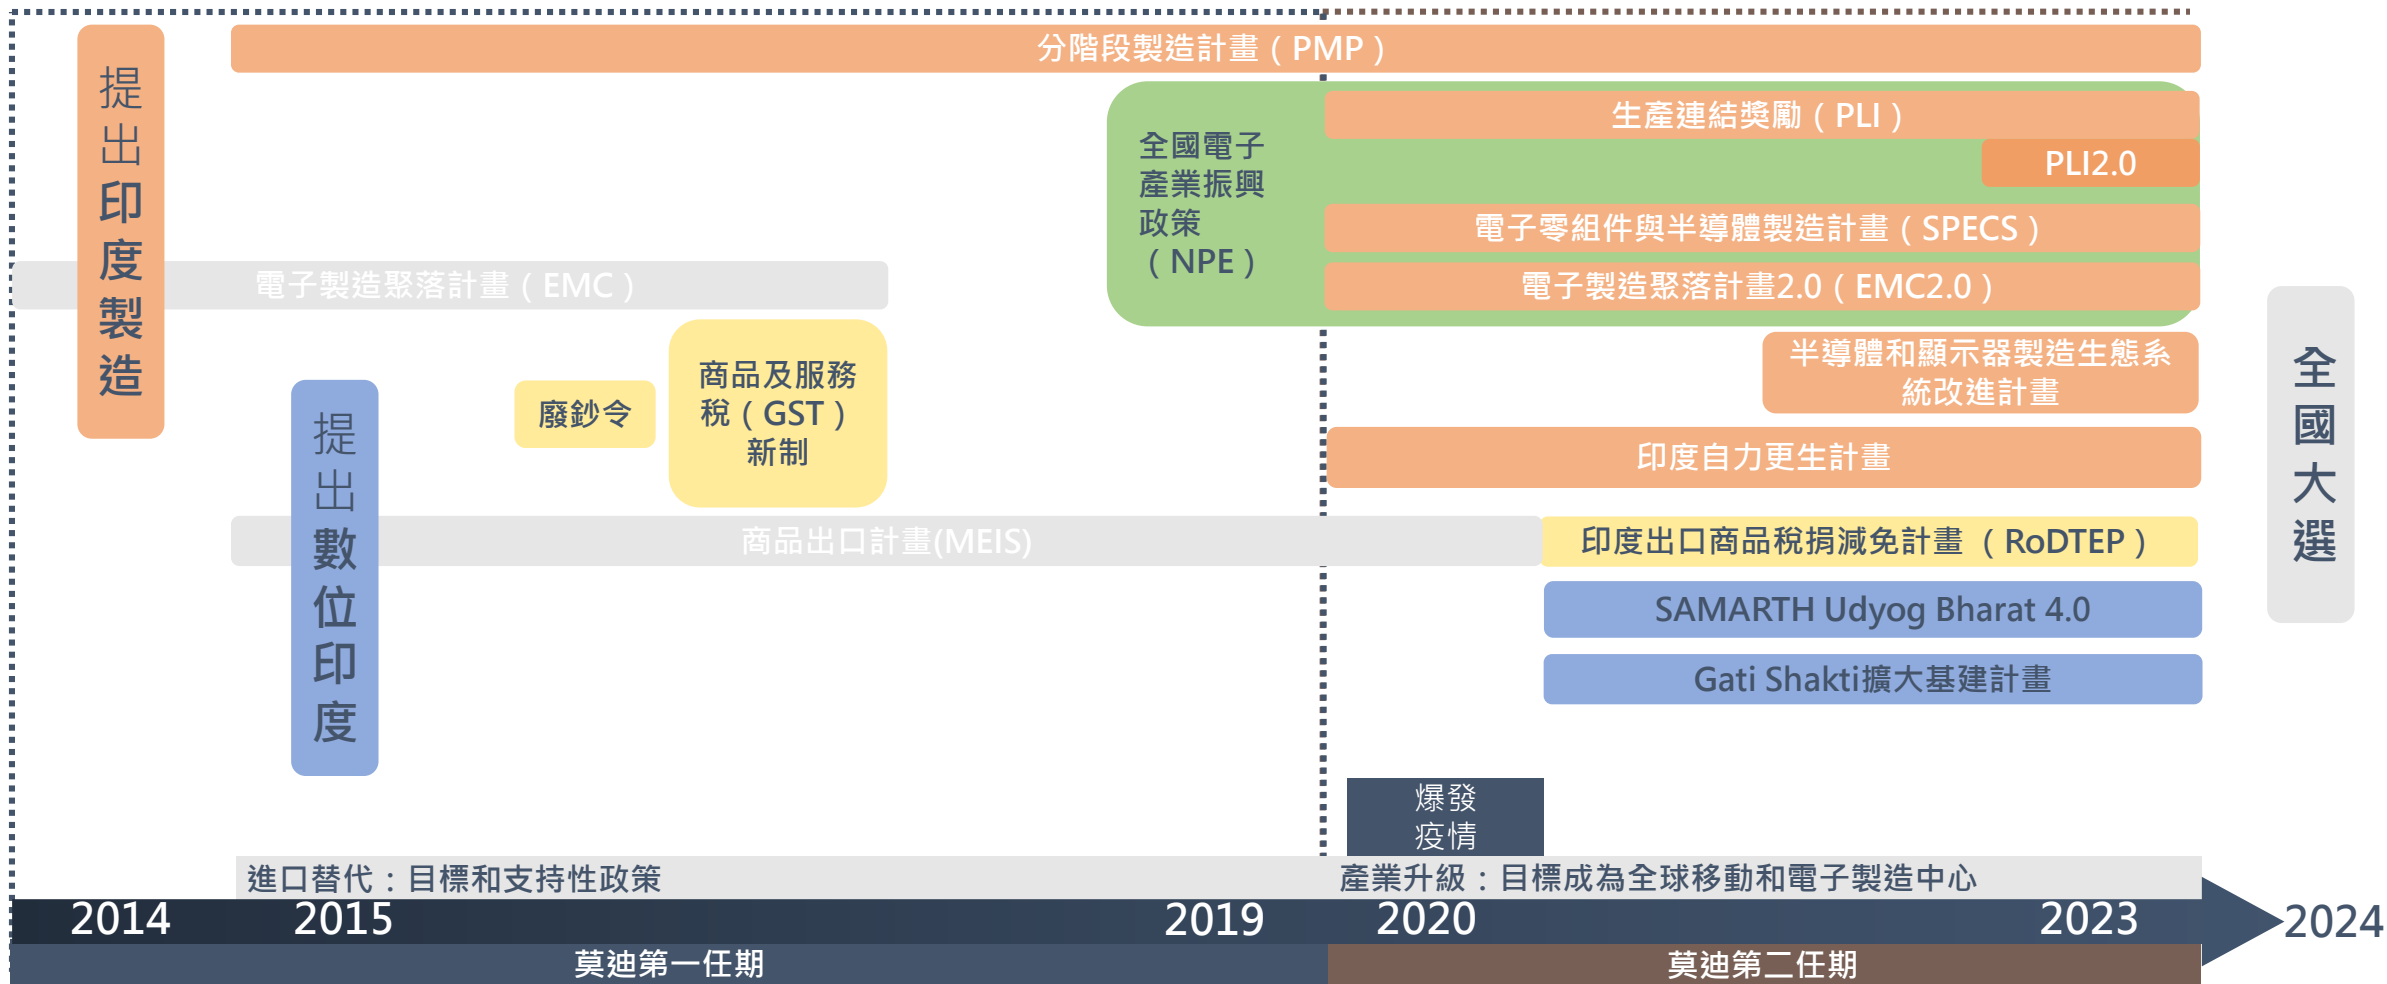 分階段製造計畫（PMP）
提出印度製造
全國電子
產業振興
政策
（NPE）
生產連結獎勵（PLI）
PLI2.0
電子零組件與半導體製造計畫（SPECS）
電子製造聚落計畫（EMC）
電子製造聚落計畫2.0（EMC2.0）
提出數位印度
廢鈔令
商品及服務
稅（GST）
新制
半導體和顯示器製造生態系
統改進計畫
全國大選
印度自力更生計畫
商品出口計畫(MEIS)
印度出口商品稅捐減免計畫 （RoDTEP）
SAMARTH Udyog Bharat 4.0
Gati Shakti擴大基建計畫
爆發
疫情
進口替代：目標和支持性政策
產業升級：目標成為全球移動和電子製造中心
2014
2015
2019
2020
2023
2024
莫迪第一任期
莫迪第二任期